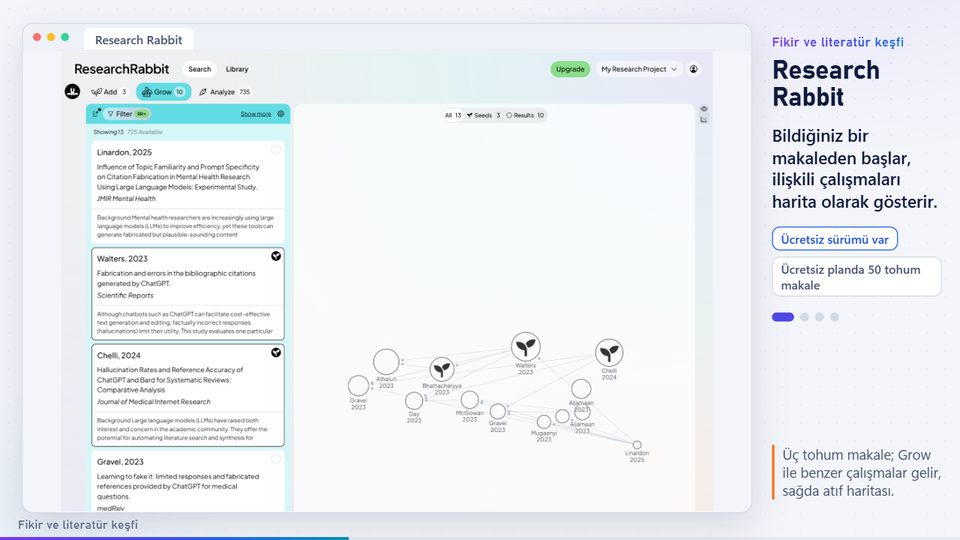 Research Rabbit
ResearchRabbit
Search
Library
Upgrade
My Research Project
Add 3
Grow 10
Analyze 735
Filter RR+
Show more
Showing 13 725 Available
Linardon, 2025
Influence of Topic Familiarity and Prompt Specificity
on Citation Fabrication in Mental Health Research
Using Large Language Models: Experimental Study.
JMIR Mental Health
Background Mental health researchers are increasingly using large
language models (LLMs) to improve efficiency, yet these tools can
generate fabricated but plausible-sounding content
Walters, 2023
Fabrication and errors in the bibliographic citations
generated by ChatGPT.
Scientific Reports
Although chatbots such as ChatGPT can facilitate cost-effective
text generation and editing, factually incorrect responses
(hallucinations) limit their utility. This study evaluates one particular
Chelli, 2024
Hallucination Rates and Reference Accuracy of
ChatGPT and Bard for Systematic Reviews:
Comparative Analysis
Journal of Medical Internet Research
Background Large language models (LLMs) have raised both
interest and concern in the academic community. They offer the
potential for automating literature search and synthesis for
Gravel, 2023
Learning to fake it: limited responses and fabricated
references provided by ChatGPT for medical
questions.
medRxiv
All 13 Seeds 3 Results 10
Walters
2023
Chelli
2024
Athaluri
2023
Bhattacharyya
2023
Gravel
2023
Day
2023
McGowan
2023
Gravel
2023
Aljamaan
2023
Aljamaan
2023
Mugaanyi
2023
Linardon
2025
Fikir ve literatür keşfi
Research
Rabbit
Bildiğiniz bir
makaleden başlar,
ilişkili çalışmaları
harita olarak gösterir.
Ücretsiz sürümü var
Ücretsiz planda 50 tohum
makale
Üç tohum makale; Grow
ile benzer çalışmalar gelir,
sağda atıf haritası.
Fikir ve literatür keşfi